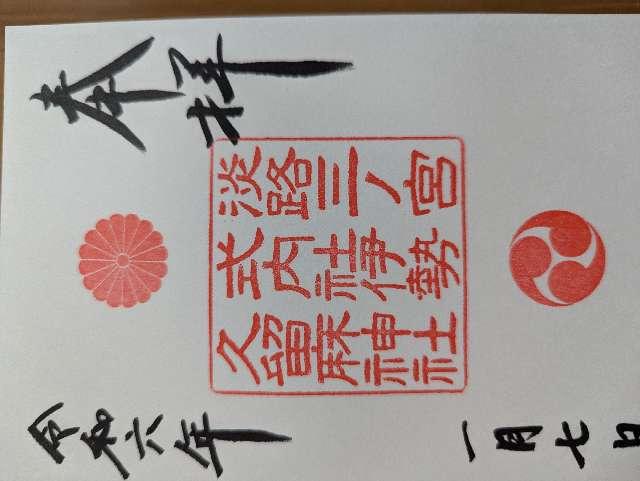 奉拝
淡路三ノ宮
式内社伊勢
久留麻神社
令和六年一月七日